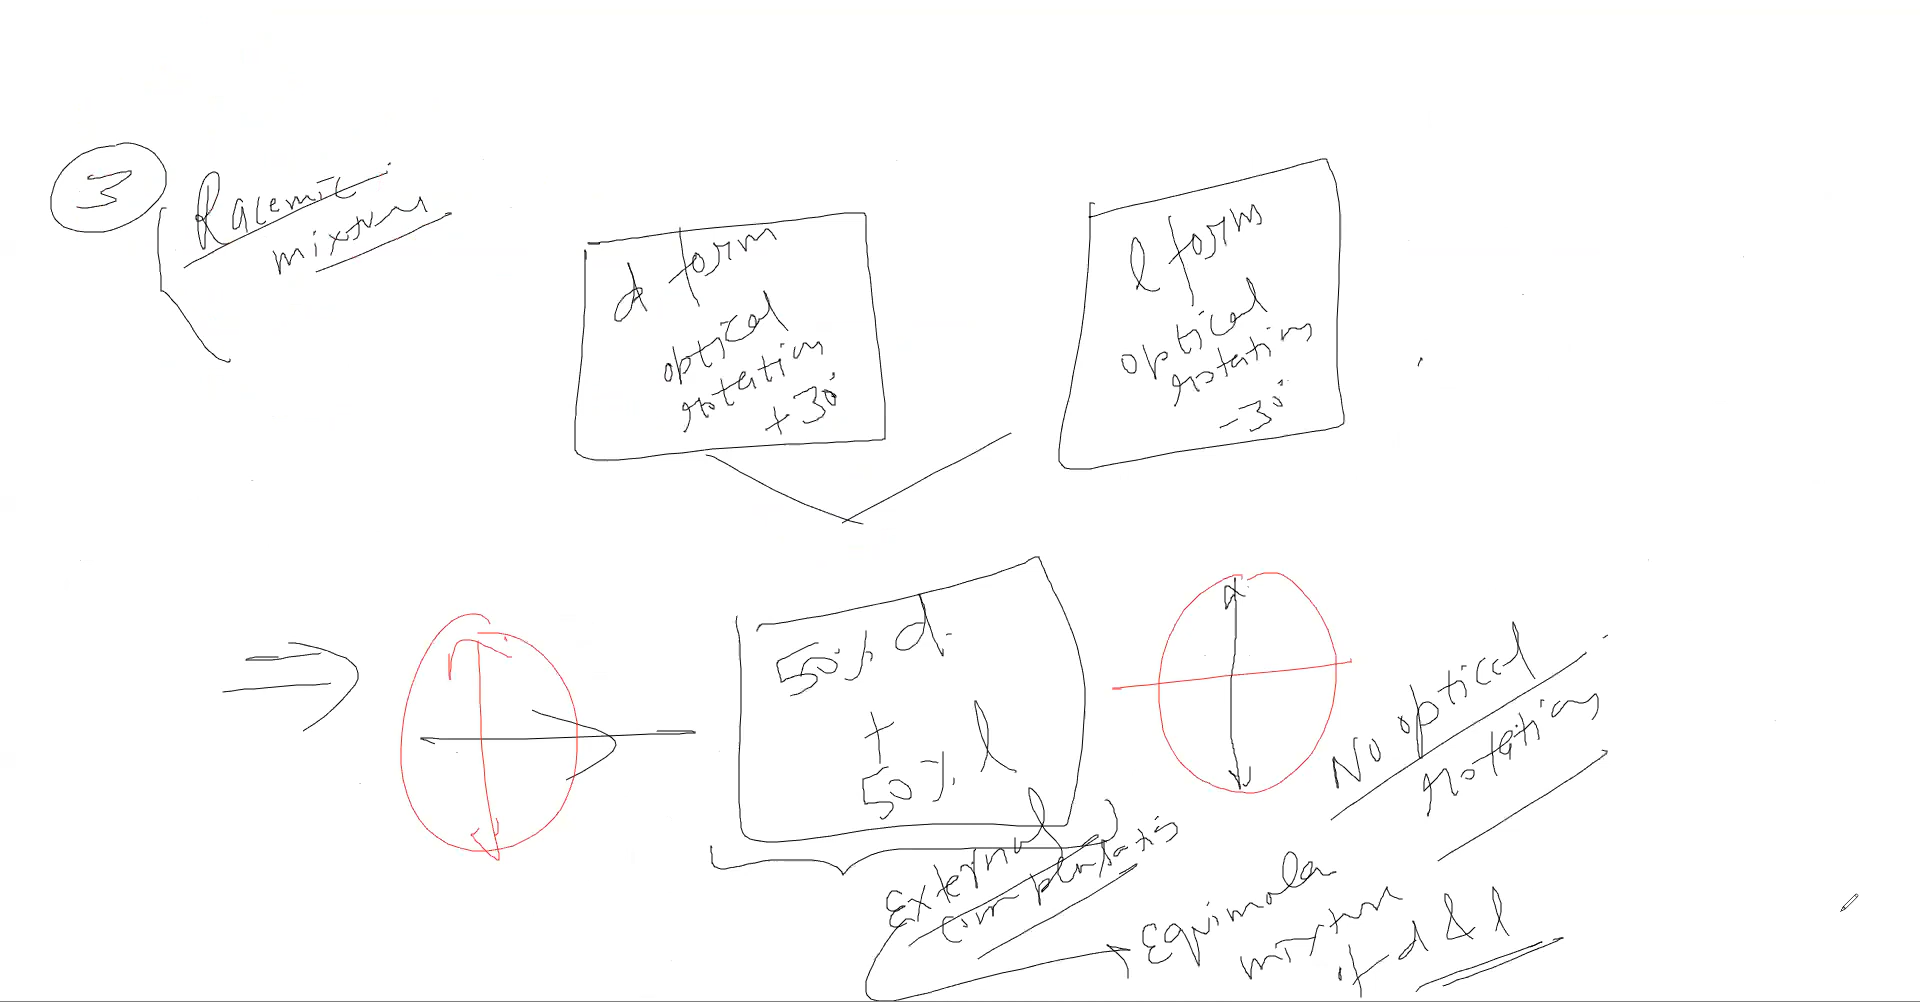 3
Racemic
mixture
d form
optical
rotation
+30°
l form
optical
rotation
-30°
50% d
+
50% l
No optical
rotation
External
compensation
Equimolar
mixture
of d & l